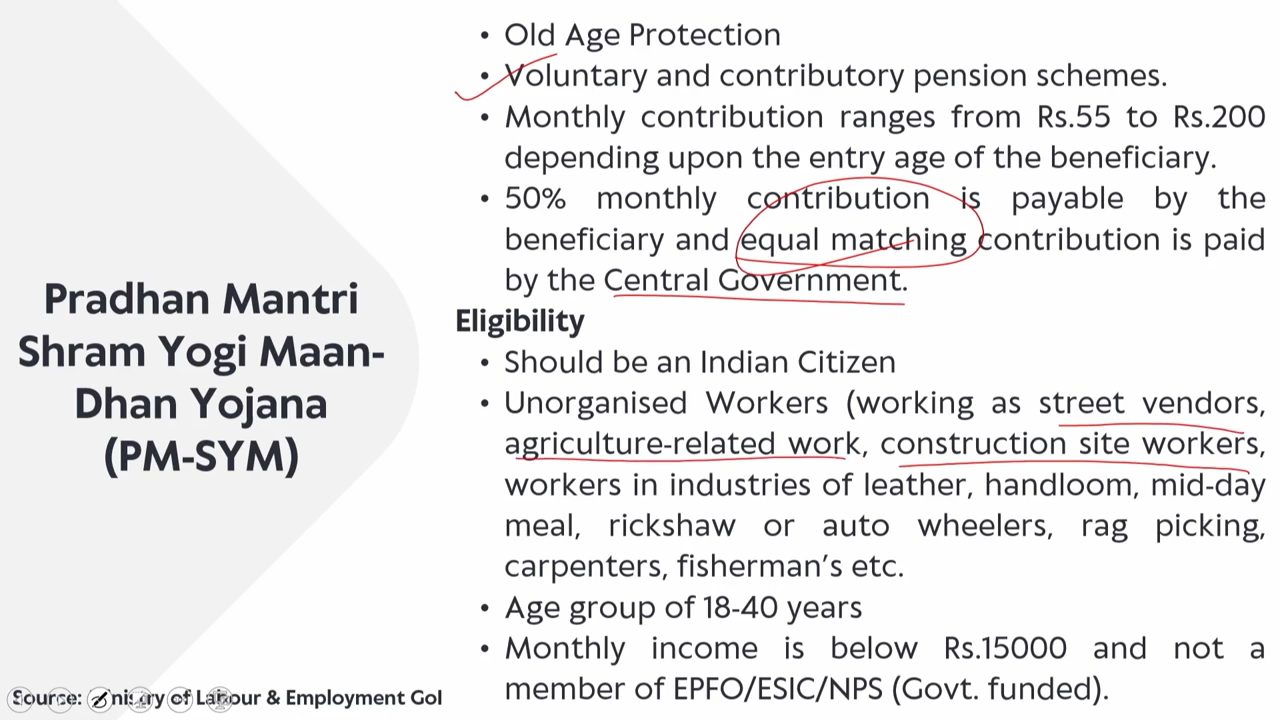 Pradhan Mantri
Shram Yogi Maan-
Dhan Yojana
(PM-SYM)
• Old Age Protection
• Voluntary and contributory pension schemes.
• Monthly contribution ranges from Rs.55 to Rs.200
depending upon the entry age of the beneficiary.
• 50% monthly contribution is payable by the
beneficiary and equal matching contribution is paid
by the Central Government.
Eligibility
• Should be an Indian Citizen
• Unorganised Workers (working as street vendors,
agriculture-related work, construction site workers,
workers in industries of leather, handloom, mid-day
meal, rickshaw or auto wheelers, rag picking,
carpenters, fisherman's etc.
• Age group of 18-40 years
• Monthly income is below Rs.15000 and not a
member of EPFO/ESIC/NPS (Govt. funded).
Source: Ministry of Labour & Employment GoI